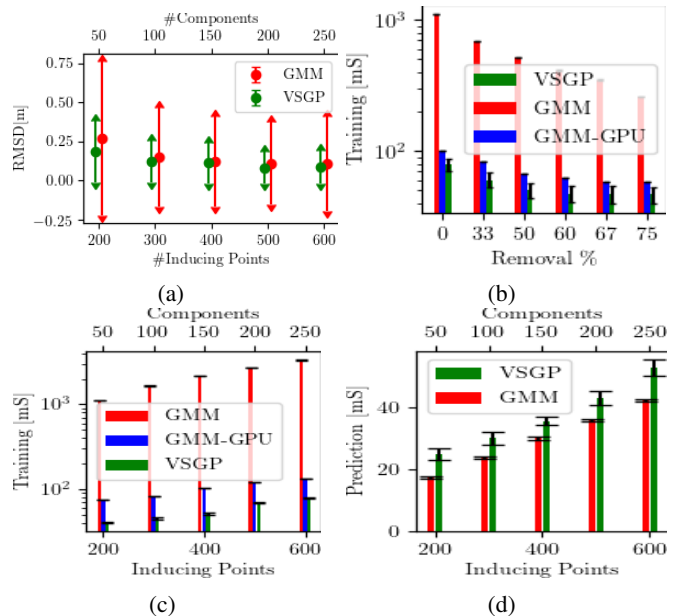 #Components
50 100 150 200 250
0.75
0.50
0.25
0.00
−0.25
RMSD[m]
GMM
VSGP
200 300 400 500 600
#Inducing Points
(a)
10³
10²
Training [mS]
VSGP
GMM
GMM-GPU
0 33 50 60 67 75
Removal %
(b)
Components
50 100 150 200 250
10³
10²
Training [mS]
GMM
GMM-GPU
VSGP
200 400 600
Inducing Points
(c)
Components
50 100 150 200 250
40
20
0
Prediction [mS]
VSGP
GMM
200 400 600
Inducing Points
(d)